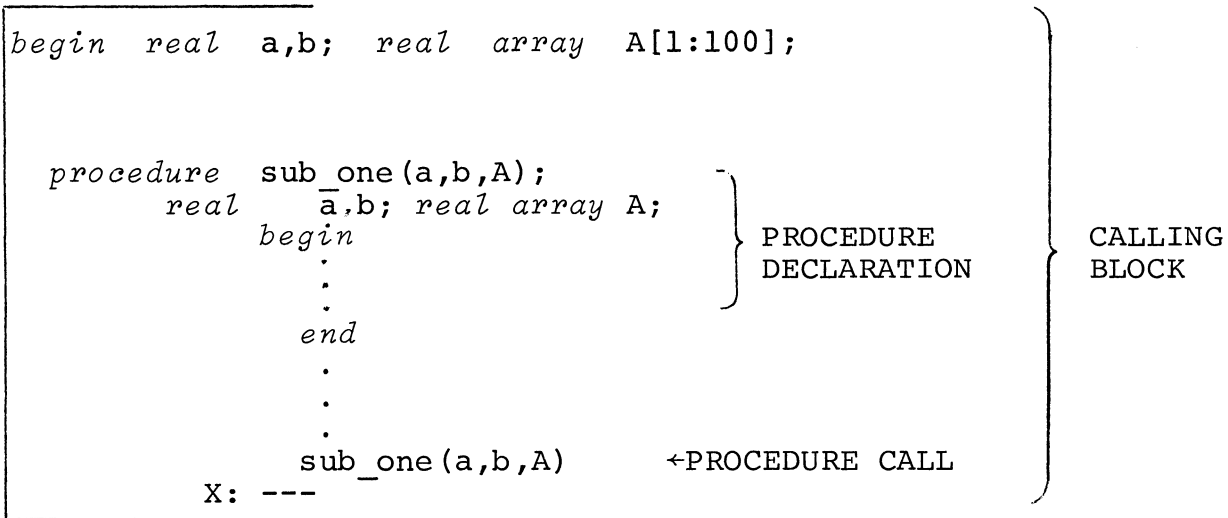 begin real a,b; real array A[1:100];
procedure sub_one(a,b,A);
real a,b; real array A;
begin
PROCEDURE
DECLARATION
CALLING
BLOCK
.
.
.
end
.
.
.
sub_one(a,b,A) ←PROCEDURE CALL
X: ---